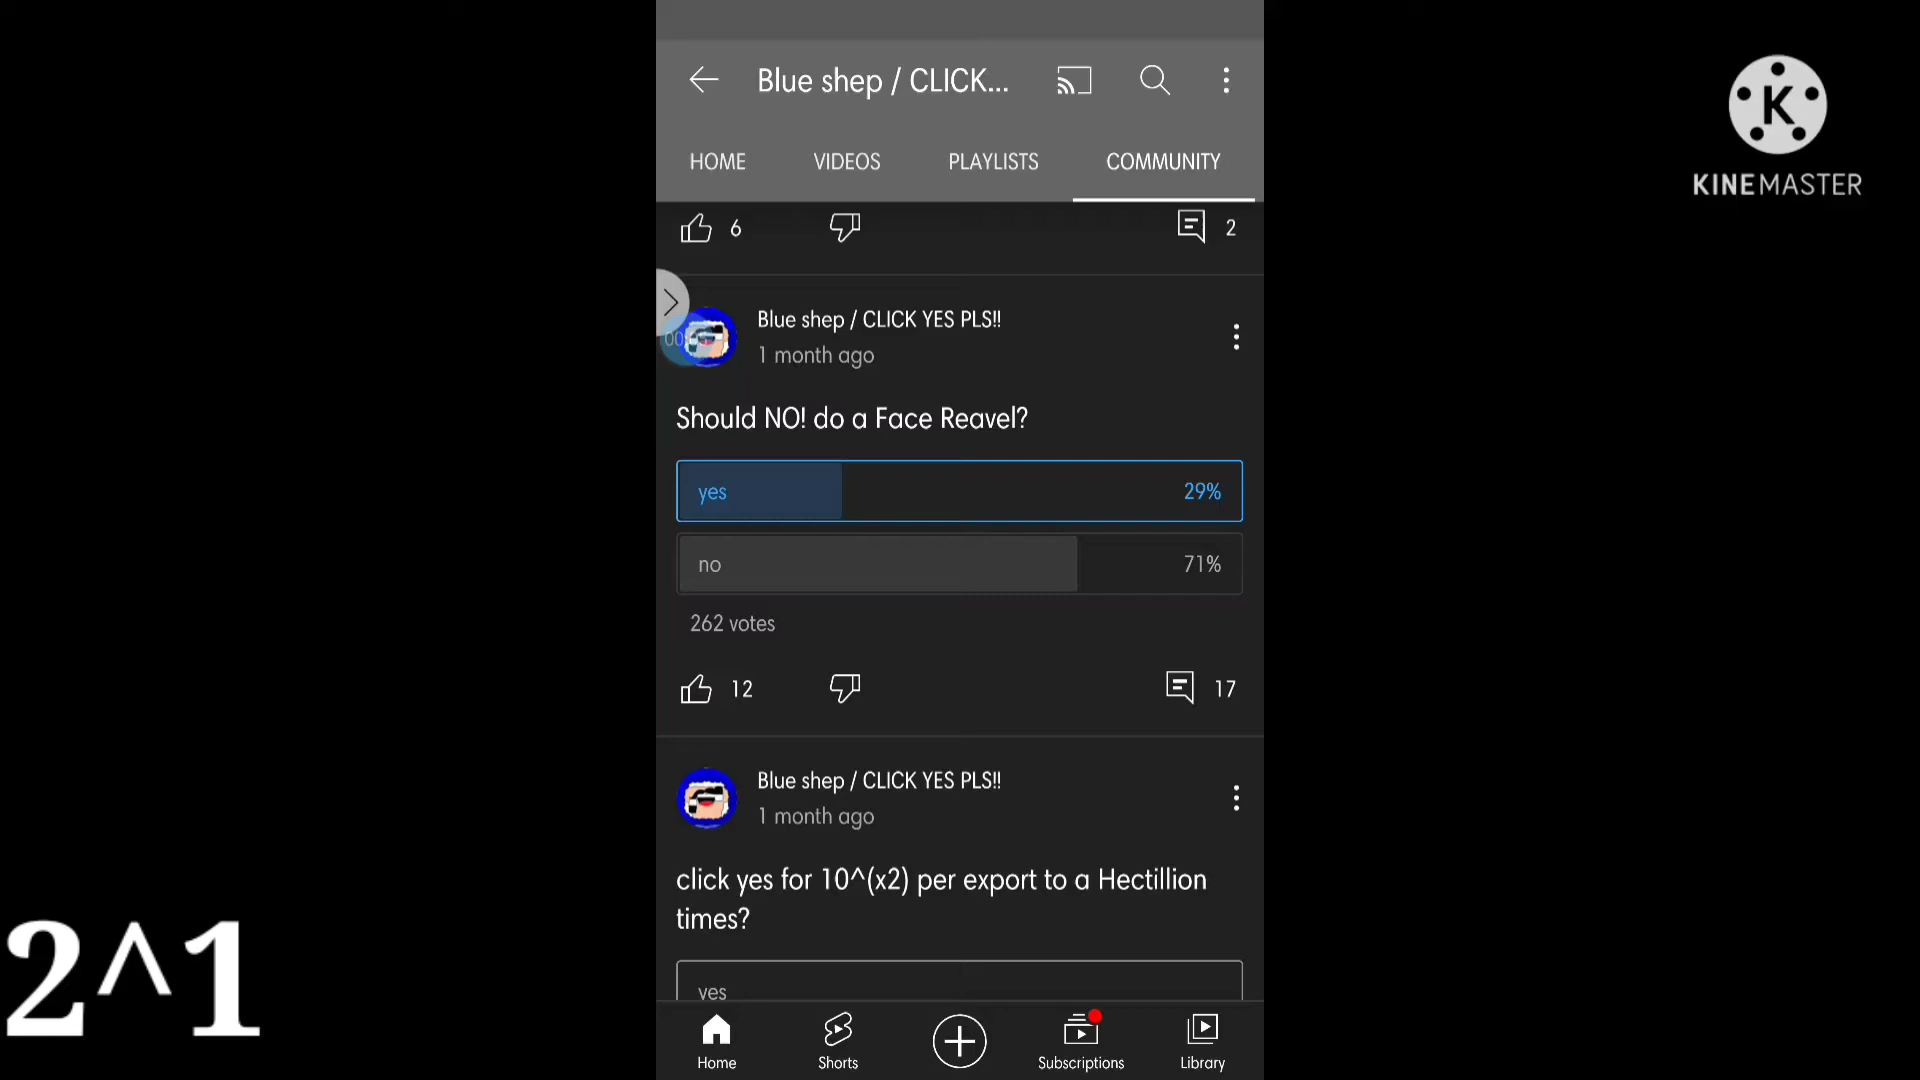 Blue shep / CLICK...
K
KINEMASTER
HOME VIDEOS PLAYLISTS COMMUNITY
6 2
00
Blue shep / CLICK YES PLS!!
1 month ago
Should NO! do a Face Reavel?
yes 29%
no 71%
262 votes
12 17
Blue shep / CLICK YES PLS!!
1 month ago
click yes for 10^(x2) per export to a Hectillion
times?
yes
2^1
Home Shorts Subscriptions Library